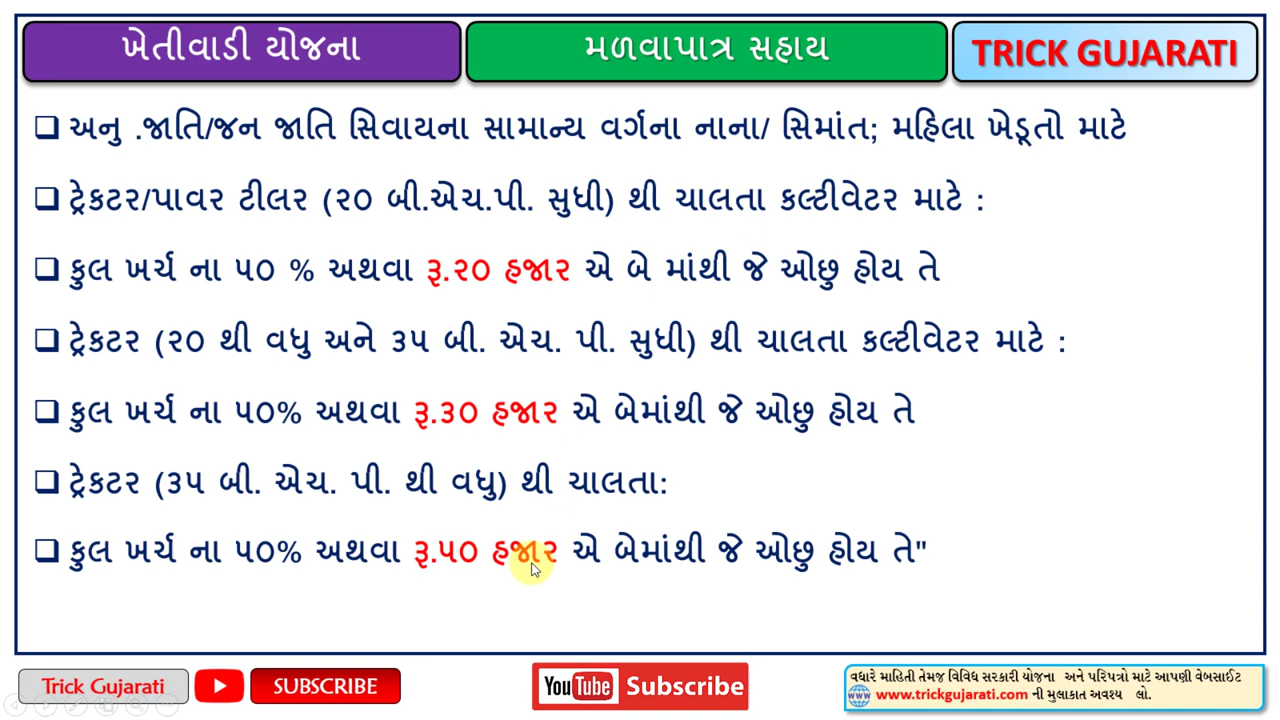 ખેતીવાડી યોજના
મળવાપાત્ર સહાય
TRICK GUJARATI
અનુ .જાતિ/જન જાતિ સિવાયના સામાન્ય વર્ગના નાના/ સિમાંત; મહિલા ખેડૂતો માટે
ટ્રેકટર/પાવર ટીલર (૨૦ બી.એચ.પી. સુધી) થી ચાલતા કલ્ટીવેટર માટે :
કુલ ખર્ચ ના ૫૦ % અથવા રૂ.૨૦ હજાર એ બે માંથી જે ઓછુ હોય તે
ટ્રેકટર (૨૦ થી વધુ અને ૩૫ બી. એચ. પી. સુધી) થી ચાલતા કલ્ટીવેટર માટે :
કુલ ખર્ચ ના ૫૦% અથવા રૂ.૩૦ હજાર એ બેમાંથી જે ઓછુ હોય તે
ટ્રેકટર (૩૫ બી. એચ. પી. થી વધુ) થી ચાલતા:
કુલ ખર્ચ ના ૫૦% અથવા રૂ.૫૦ હજાર એ બેમાંથી જે ઓછુ હોય તે"
Trick Gujarati
SUBSCRIBE
YouTube Subscribe
વધારે માહિતી તેમજ વિવિધ સરકારી યોજના અને પરિપત્રો માટે આપણી વેબસાઈટ
www.trickgujarati.com ની મુલાકાત અવશ્ય લો.